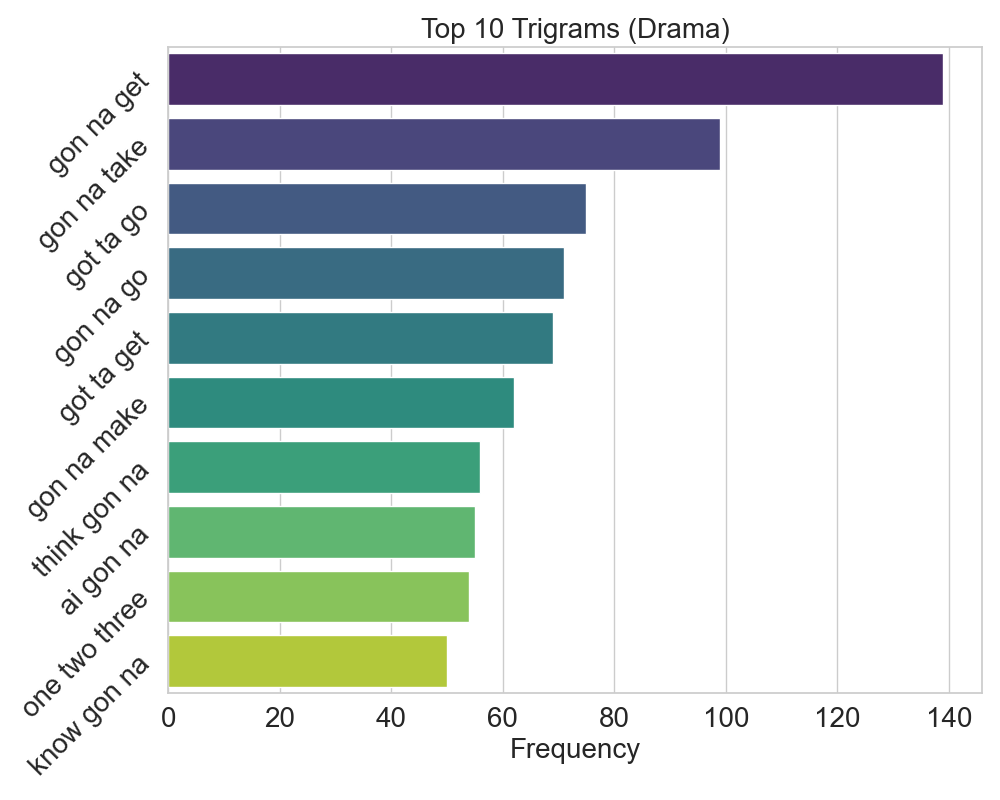 Top 10 Trigrams (Drama)
gon na get
gon na take
got ta go
gon na go
got ta get
gon na make
think gon na
ai gon na
one two three
know gon na
0 20 40 60 80 100 120 140
Frequency